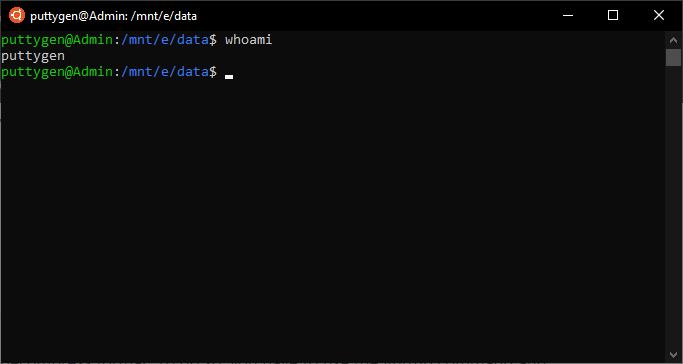 puttygen@Admin: /mnt/e/data
puttygen@Admin:/mnt/e/data$ whoami
puttygen
puttygen@Admin:/mnt/e/data$